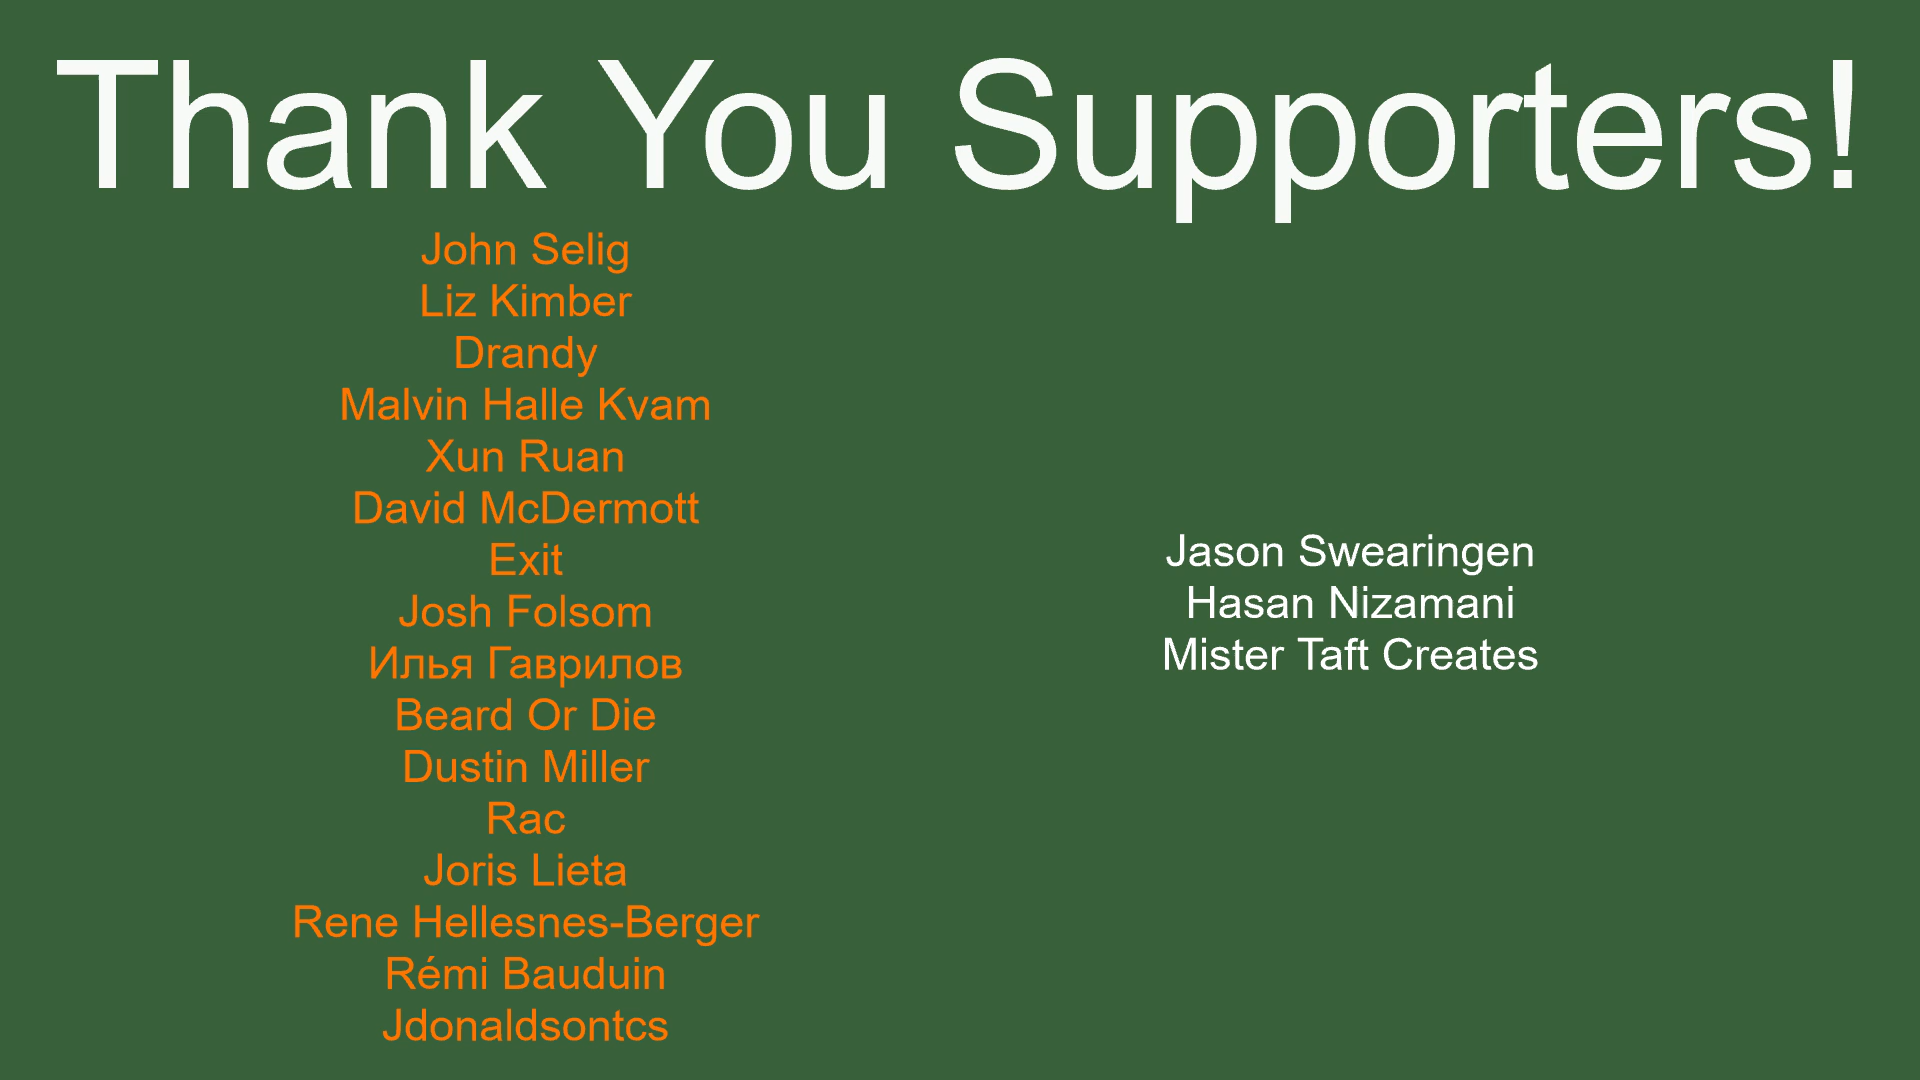 Thank You Supporters!
John Selig
Liz Kimber
Drandy
Malvin Halle Kvam
Xun Ruan
David McDermott
Exit
Josh Folsom
Илья Гаврилов
Beard Or Die
Dustin Miller
Rac
Joris Lieta
Rene Hellesnes-Berger
Rémi Bauduin
Jdonaldsontcs
Jason Swearingen
Hasan Nizamani
Mister Taft Creates